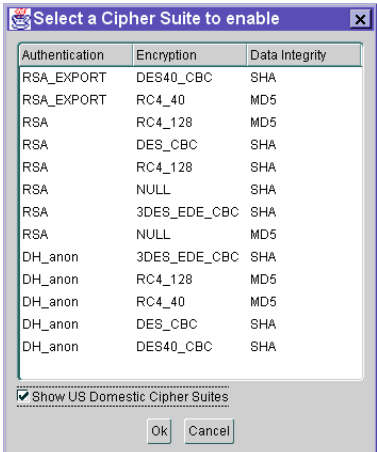 Select a Cipher Suite to enable
Authentication Encryption Data Integrity
RSA_EXPORT DES40_CBC SHA
RSA_EXPORT RC4_40 MD5
RSA RC4_128 MD5
RSA DES_CBC SHA
RSA RC4_128 SHA
RSA NULL SHA
RSA 3DES_EDE_CBC SHA
RSA NULL MD5
DH_anon 3DES_EDE_CBC SHA
DH_anon RC4_128 MD5
DH_anon RC4_40 MD5
DH_anon DES_CBC SHA
DH_anon DES40_CBC SHA
Show US Domestic Cipher Suites
Ok Cancel